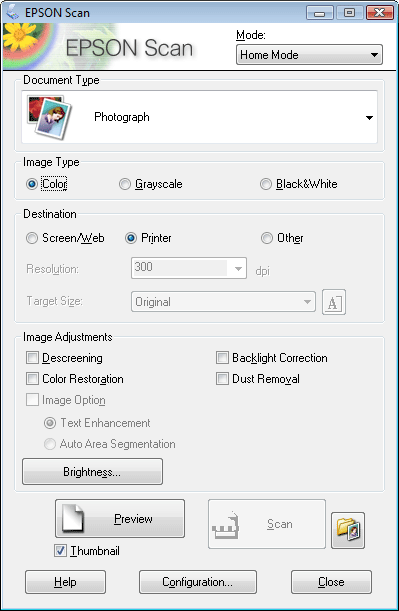 EPSON Scan
EPSON Scan
Mode:
Home Mode
Document Type
Photograph
Image Type
Color Grayscale Black&White
Destination
Screen/Web Printer Other
Resolution: 300 dpi
Target Size: Original A
Image Adjustments
Descreening Backlight Correction
Color Restoration Dust Removal
Image Option
Text Enhancement
Auto Area Segmentation
Brightness...
Preview Scan
Thumbnail
Help Configuration... Close